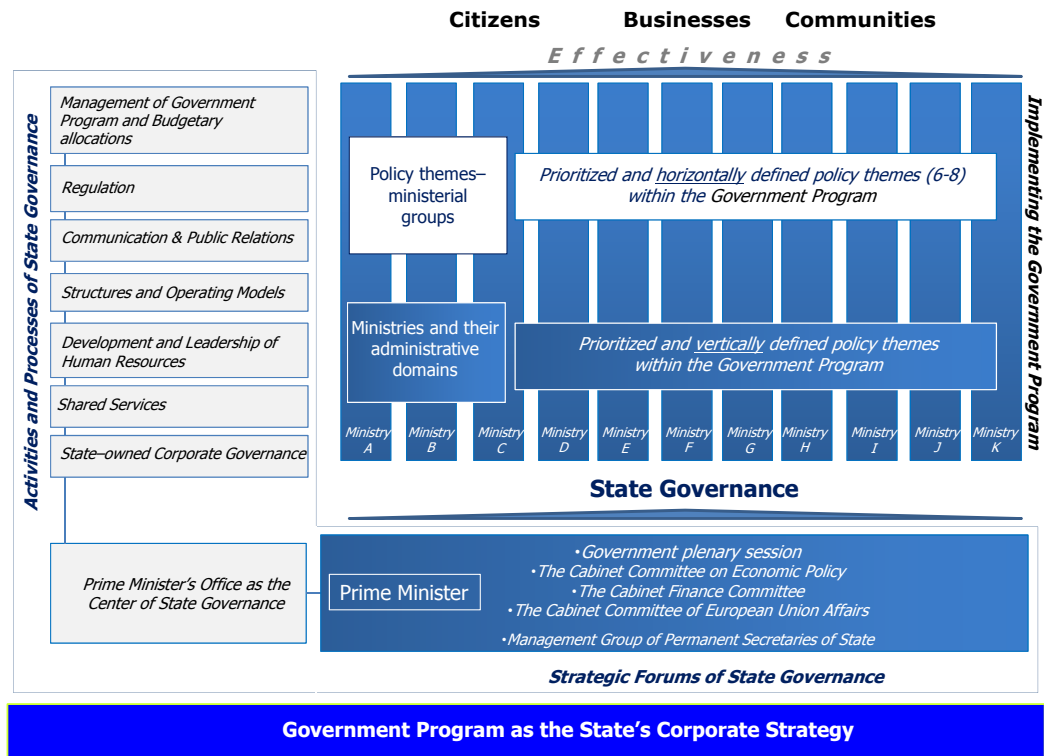 Citizens Businesses Communities
Effectiveness
Activities and Processes of State Governance
Management of Government
Program and Budgetary
allocations
Regulation
Communication & Public Relations
Structures and Operating Models
Development and Leadership of
Human Resources
Shared Services
State–owned Corporate Governance
Prime Minister's Office as the
Center of State Governance
Policy themes–
ministerial
groups
Prioritized and horizontally defined policy themes (6-8)
within the Government Program
Ministries and their
administrative
domains
Prioritized and vertically defined policy themes
within the Government Program
Ministry
A
Ministry
B
Ministry
C
Ministry
D
Ministry
E
Ministry
F
Ministry
G
Ministry
H
Ministry
I
Ministry
J
Ministry
K
Implementing the Government Program
State Governance
Prime Minister
•Government plenary session
•The Cabinet Committee on Economic Policy
•The Cabinet Finance Committee
•The Cabinet Committee of European Union Affairs
•Management Group of Permanent Secretaries of State
Strategic Forums of State Governance
Government Program as the State's Corporate Strategy